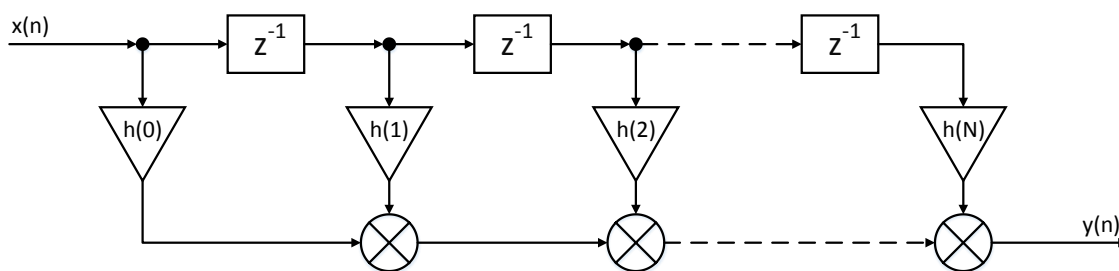 x(n)
z⁻¹
z⁻¹
z⁻¹
h(0)
h(1)
h(2)
h(N)
y(n)